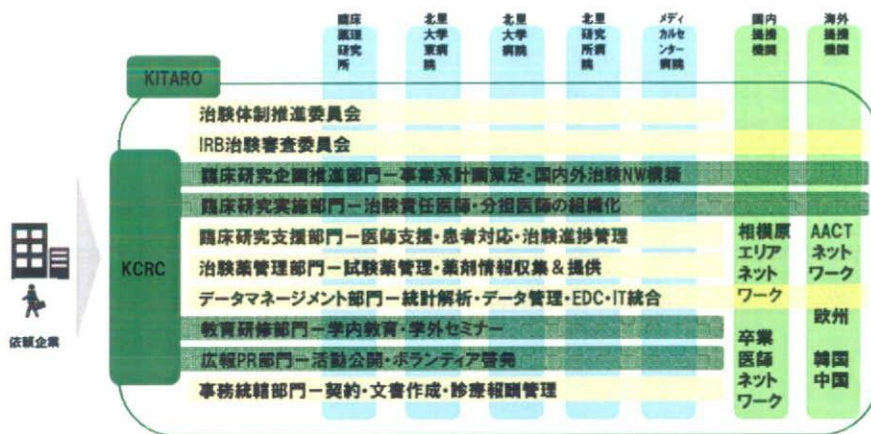 臨床
薬理
研究
所
北里
大学
東病
院
北里
大学
病院
北里
研究
所病
院
メディ
カルセ
ンター
病院
国内
提携
機関
海外
提携
機関
KITARO
治験体制推進委員会
IRB治験審査委員会
臨床研究企画推進部門ー事業系計画策定・国内外治験NW構築
臨床研究実施部門ー治験責任医師・分担医師の組織化
臨床研究支援部門ー医師支援・患者対応・治験進捗管理
治験薬管理部門ー試験薬管理・薬剤情報収集＆提供
データマネージメント部門ー統計解析・データ管理・EDC・IT統合
教育研修部門ー学内教育・学外セミナー
広報PR部門ー活動公開・ボランティア啓発
事務統轄部門ー契約・文書作成・診療報酬管理
KCRC
依頼企業
相模原
エリア
ネット
ワーク
卒業
医師
ネット
ワーク
AACT
ネット
ワーク
欧州
韓国
中国